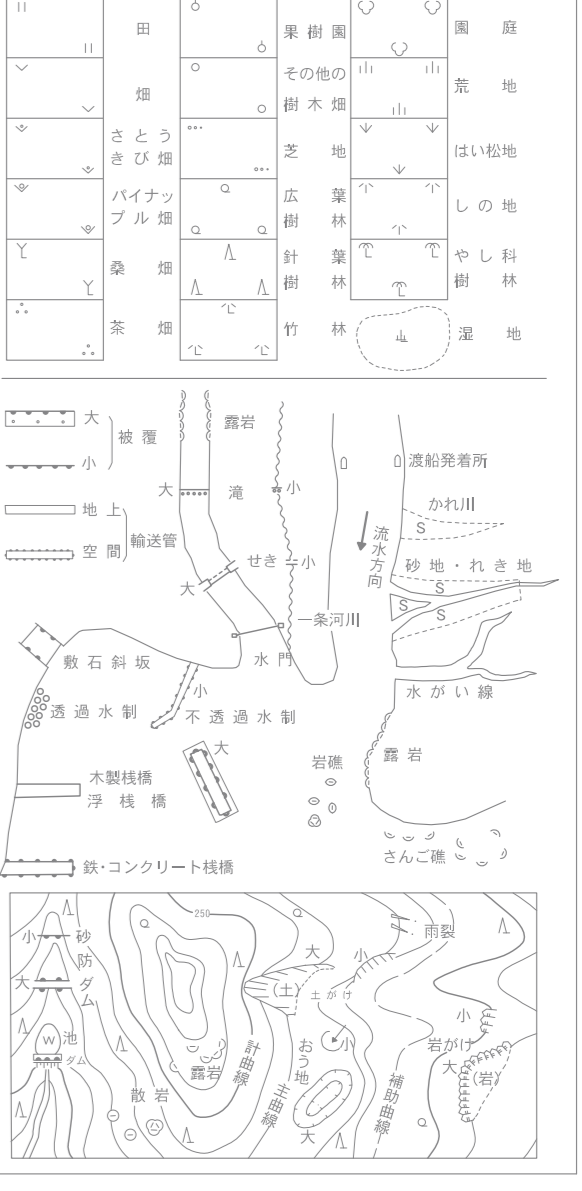 田
果樹園
園庭
畑
その他の
樹木畑
荒地
さとう
きび畑
芝地
はい松地
パイナッ
プル畑
広葉
樹林
しの地
桑畑
針葉
樹林
やし科
樹林
茶畑
竹林
湿地
大
被覆
小
地上
輸送管
空間
露岩
大
滝
小
せき
小
大
一条河川
水門
渡船発着所
かれ川
S
流水方向
砂地・れき地
S
S
S
水がい線
敷石斜坂
透過水制
小
不透過水制
大
木製桟橋
浮桟橋
岩礁
露岩
さんご礁
鉄・コンクリート桟橋
250
小
砂防ダム
大
W
池
ダム
散岩
露岩
計曲線
主曲線
大
(土)
土がけ
小
雨裂
おう地
小
大
補助曲線
小
岩がけ
大
(岩)